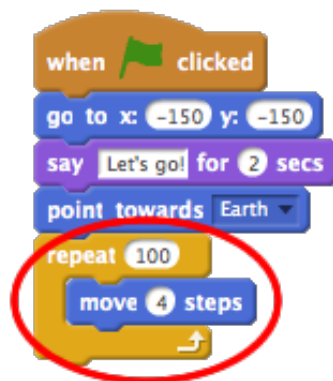 when clicked
go to x: -150 y: -150
say Let's go! for 2 secs
point towards Earth
repeat 100
move 4 steps